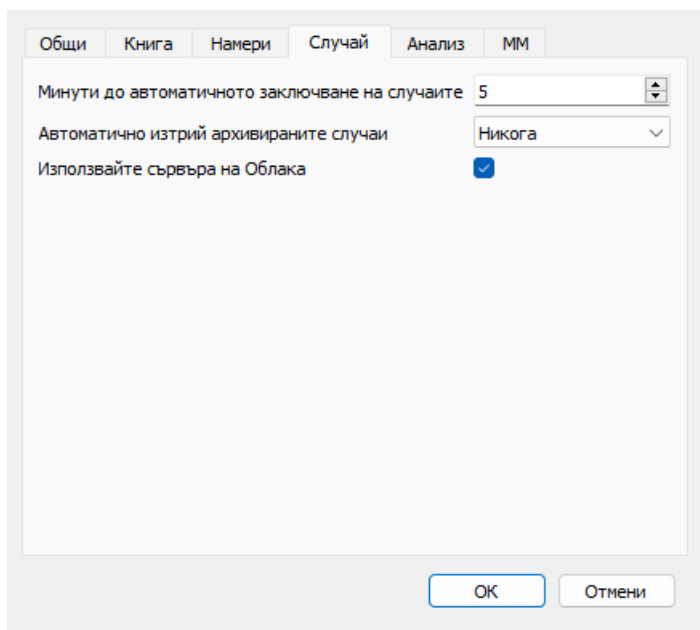 Общи Книга Намери Случай Анализ ММ
Минути до автоматичното заключване на случаите 5
Автоматично изтрий архивираните случаи Никога
Използвайте сървъра на Облака
ОК Отмени